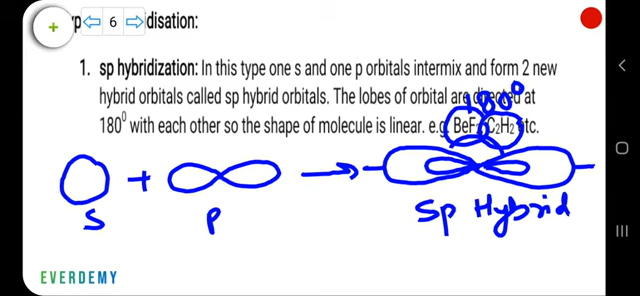 yp 6 disation:
1. sp hybridization: In this type one s and one p orbitals intermix and form 2 new
hybrid orbitals called sp hybrid orbitals. The lobes of orbital are directed at
180⁰ with each other so the shape of molecule is linear. e.g. BeF₂, C₂H₂ etc.
180⁰
S + P
Sp Hybrid
EVERDEMY